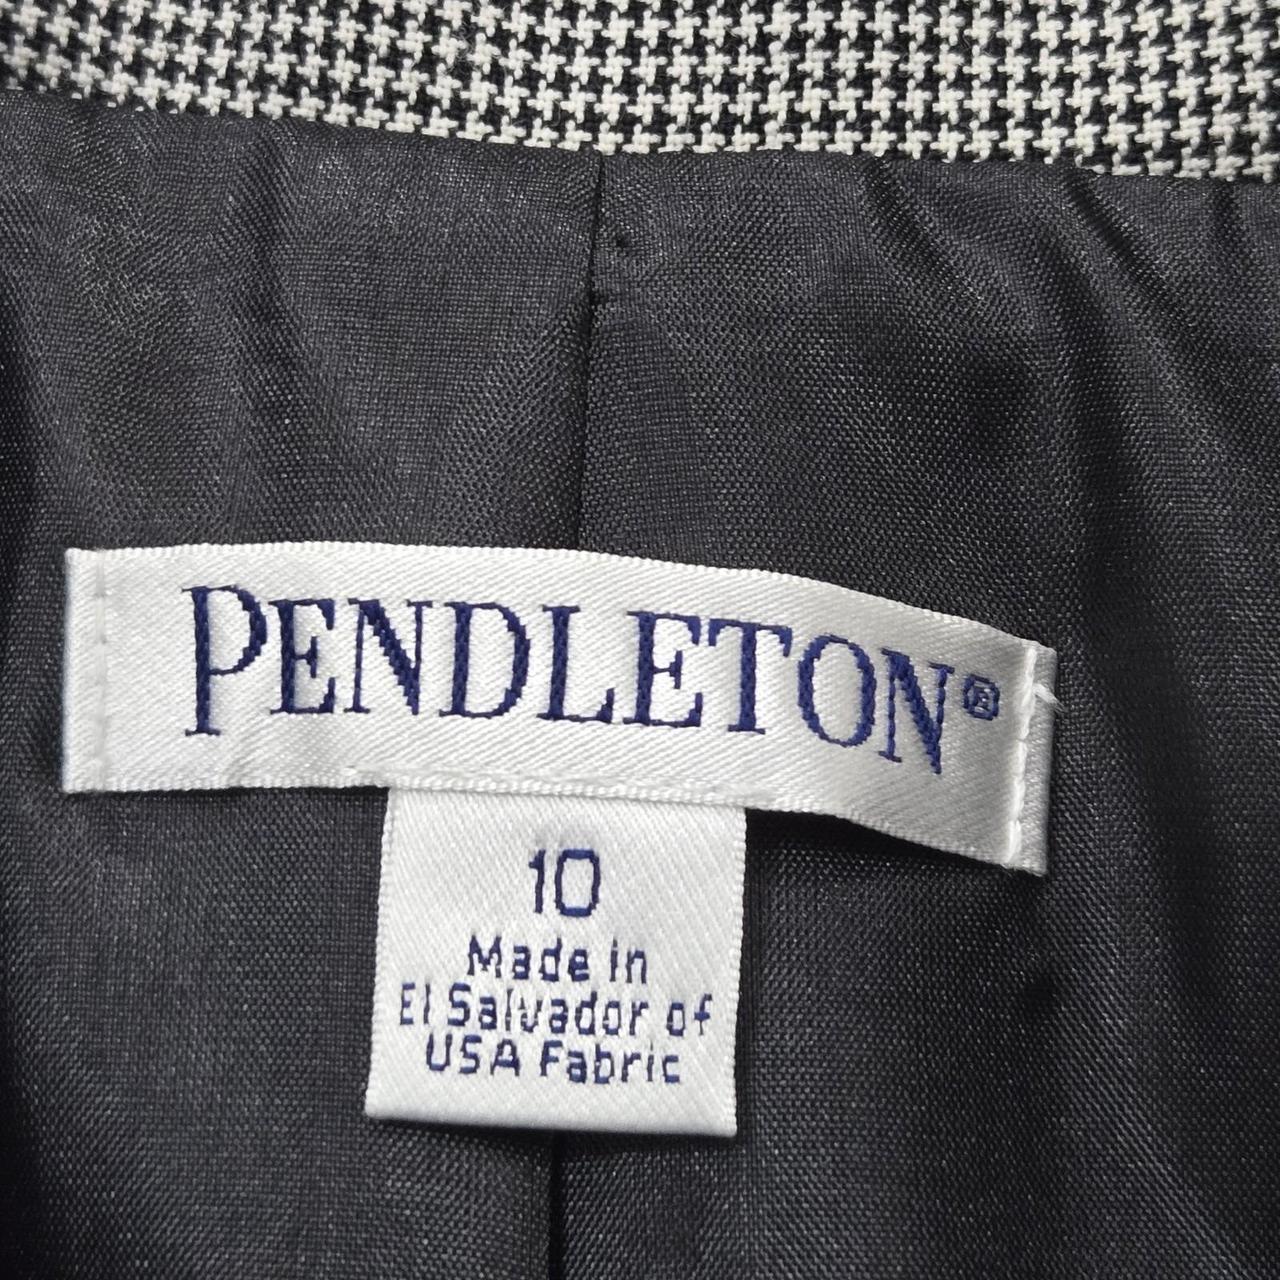 PENDLETON®
10
Made in
El Salvador of
USA Fabric